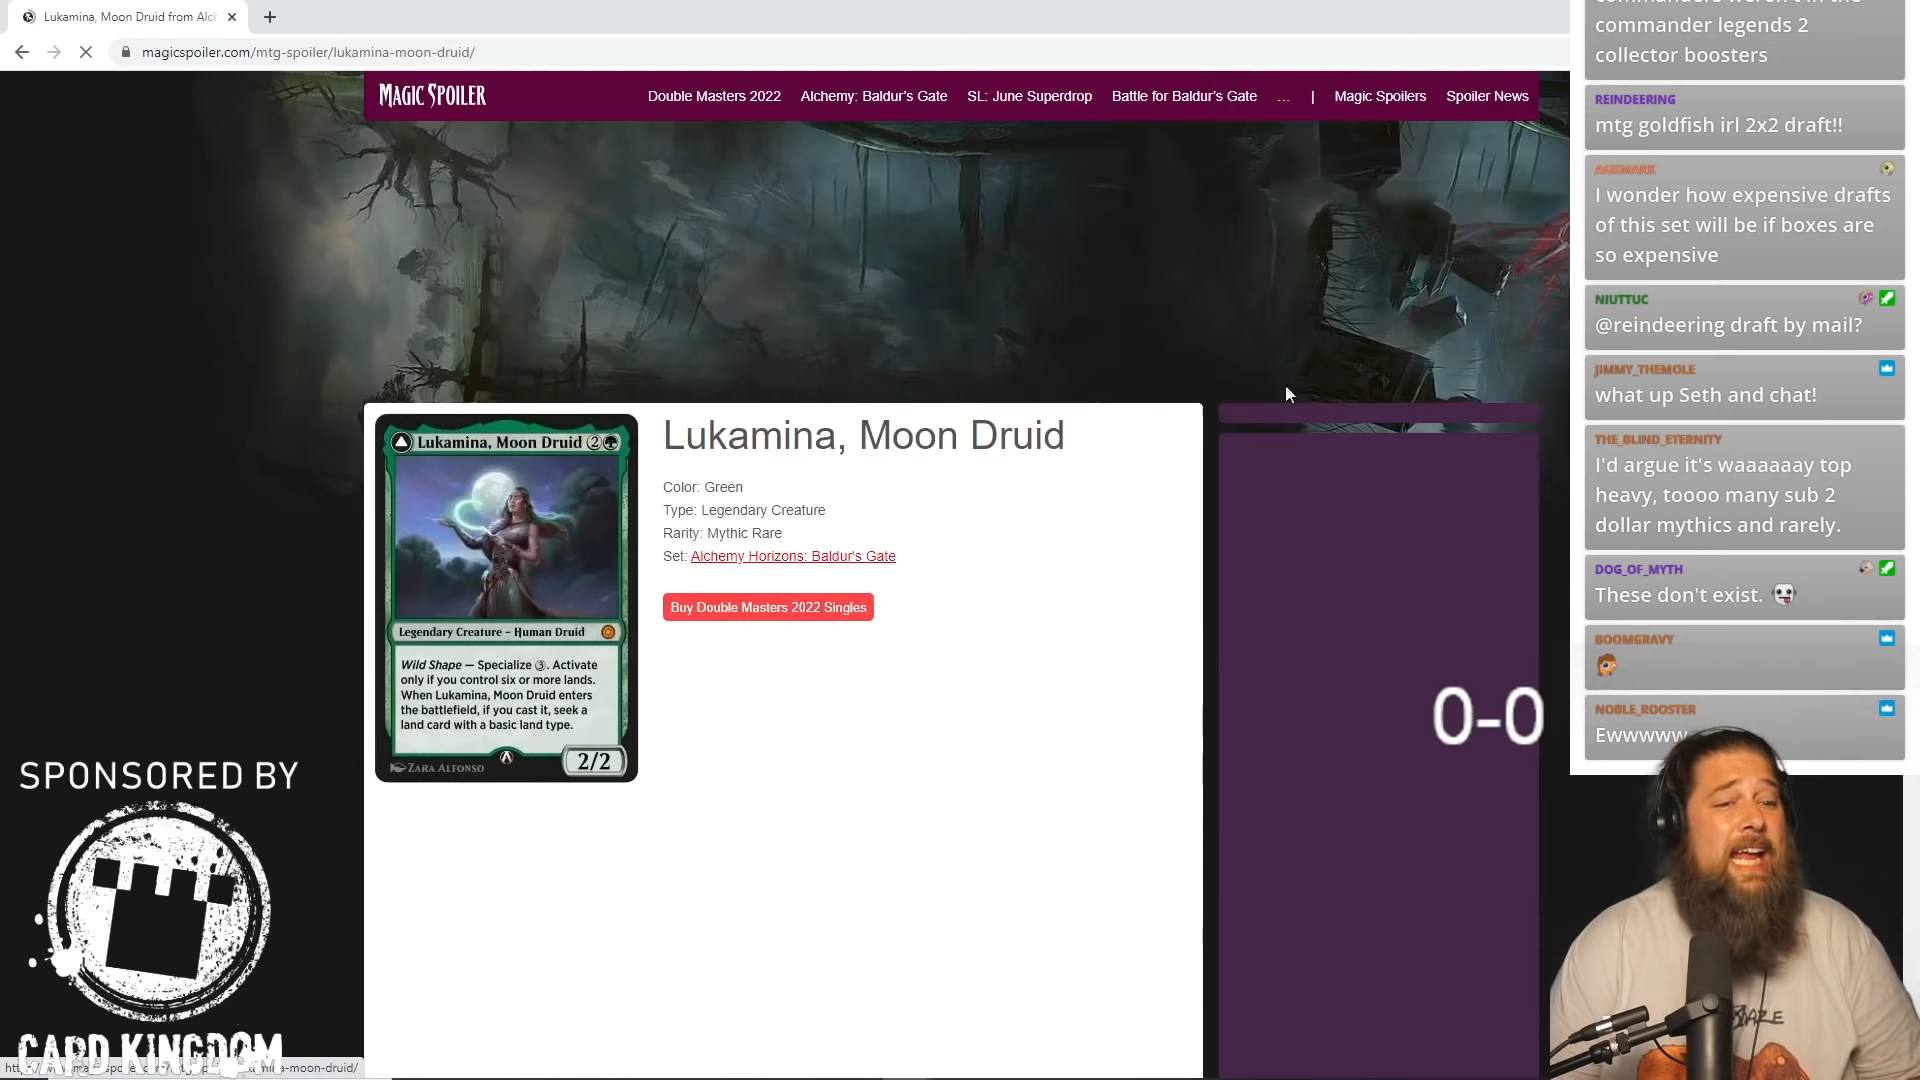 Lukamina, Moon Druid from Alch
magicspoiler.com/mtg-spoiler/lukamina-moon-druid/
MAGIC SPOILER
Double Masters 2022 Alchemy: Baldur's Gate SL: June Superdrop Battle for Baldur's Gate ... | Magic Spoilers Spoiler News
Lukamina, Moon Druid 2
Legendary Creature – Human Druid
Wild Shape — Specialize 3. Activate
only if you control six or more lands.
When Lukamina, Moon Druid enters
the battlefield, if you cast it, seek a
land card with a basic land type.
ZARA ALFONSO
2/2
Lukamina, Moon Druid
Color: Green
Type: Legendary Creature
Rarity: Mythic Rare
Set: Alchemy Horizons: Baldur's Gate
Buy Double Masters 2022 Singles
0-0
commander legends 2
collector boosters
REINDEERING
mtg goldfish irl 2x2 draft!!
I wonder how expensive drafts
of this set will be if boxes are
so expensive
NIUTTUC
@reindeering draft by mail?
JIMMY_THEMOLE
what up Seth and chat!
THE_BLIND_ETERNITY
I'd argue it's waaaaaay top
heavy, toooo many sub 2
dollar mythics and rarely.
DOG_OF_MYTH
These don't exist.
BOOMGRAVY
NOBLE_ROOSTER
Ewwwww
SPONSORED BY
CARD KINGDOM